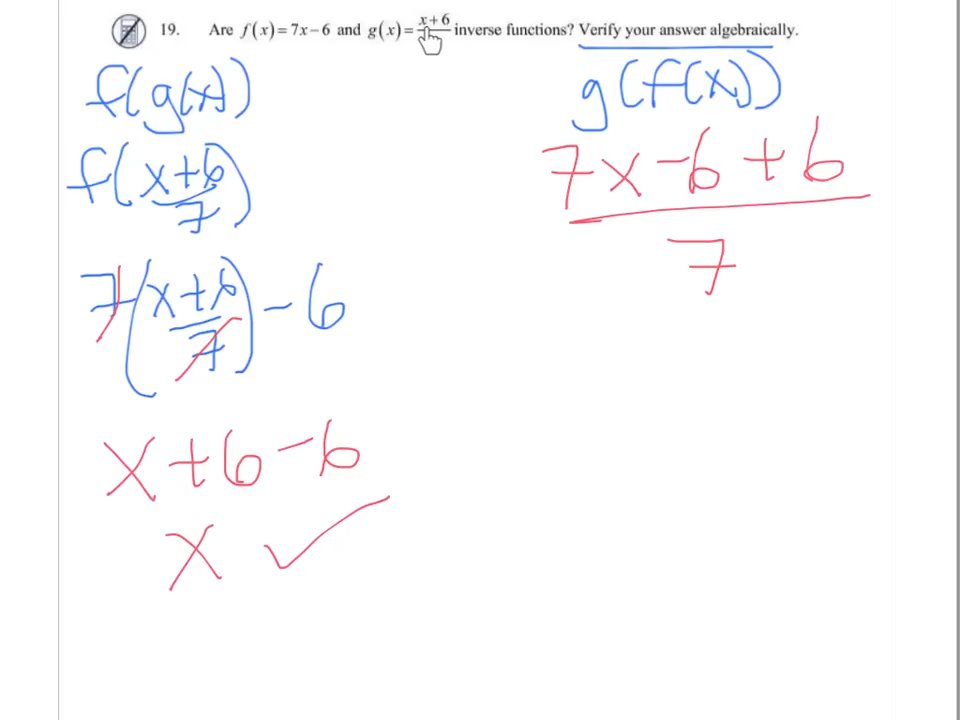 19. Are f(x)=7x−6 and g(x)=x+6/ inverse functions? Verify your answer algebraically.
f(g(x))
f(x+6/7)
7(x+6/7)−6
x+6−6
x ✓
g(f(x))
7x−6+6/7